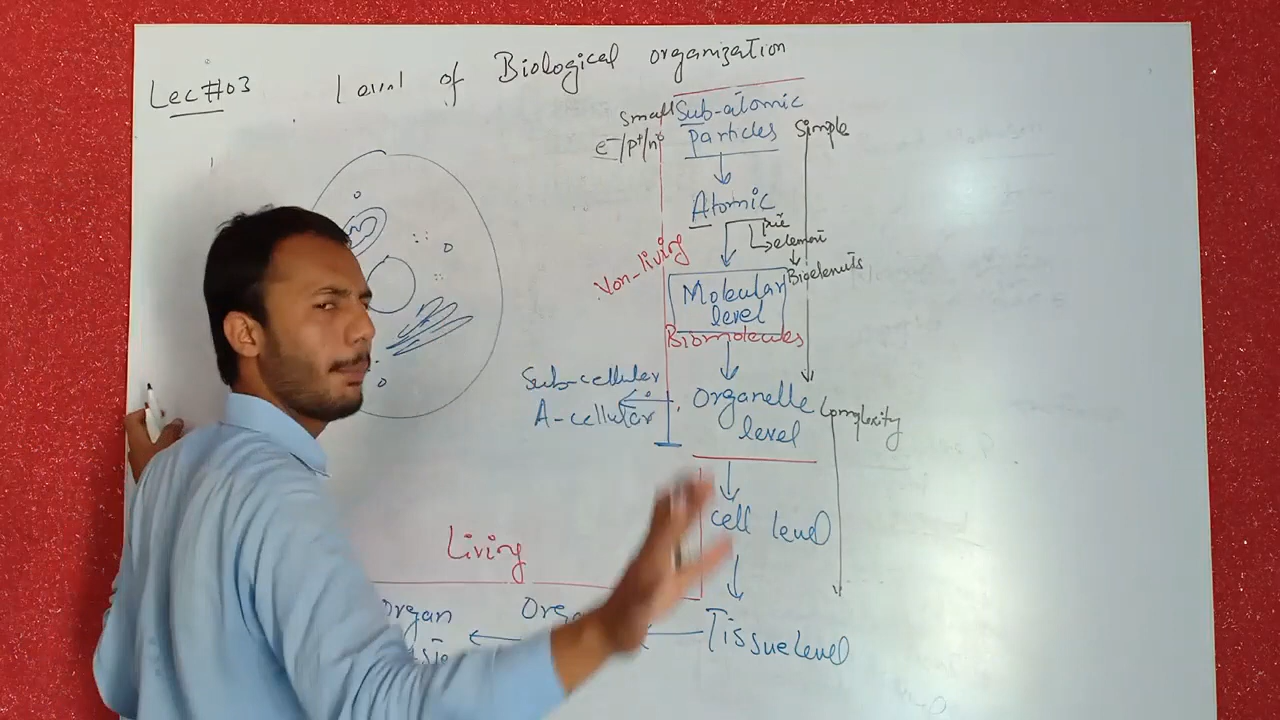 Lec#03
Level of Biological organization
small Sub-atomic
e⁻/p⁺/n⁰ Particles
Simple
Atomic
element
Bioelemnts
Non-living
Molecular
level
Biomolecules
Sub-cellular
A-cellular
Organelle
level
Complexity
Cell level
Living
Tissue level
organ